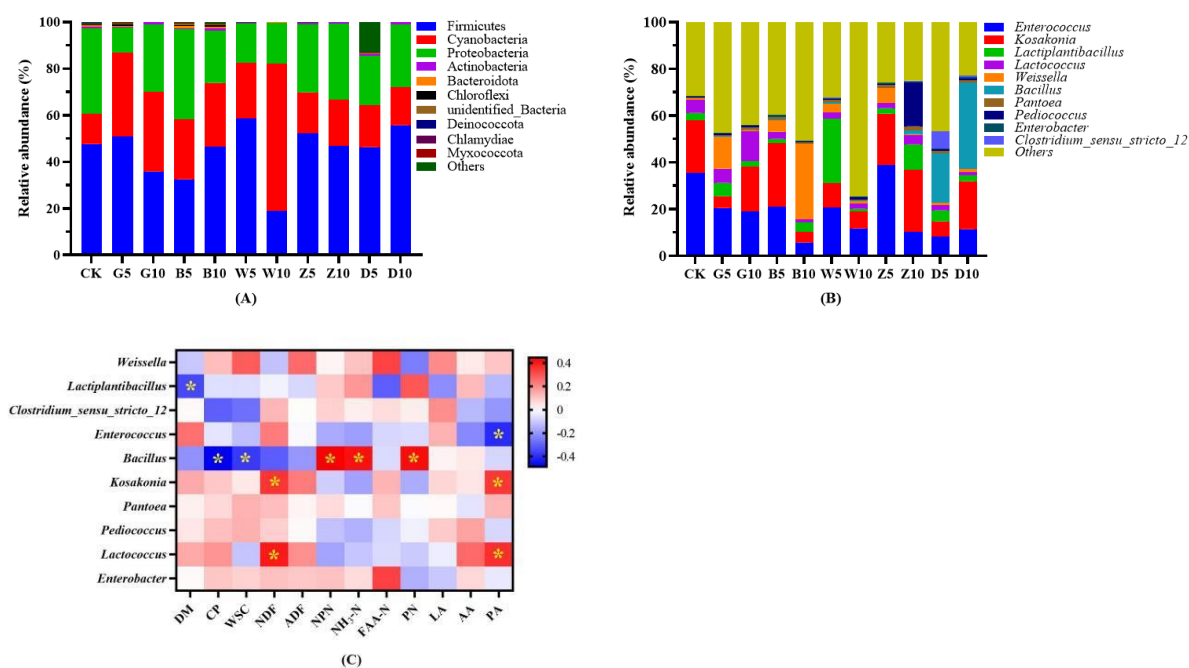 Relative abundance (%)
100
80
60
40
20
0
CK G5 G10 B5 B10 W5 W10 Z5 Z10 D5 D10
Firmicutes
Cyanobacteria
Proteobacteria
Actinobacteria
Bacteroidota
Chloroflexi
unidentified_Bacteria
Deinococcota
Chlamydiae
Myxococcota
Others
(A)
Relative abundance (%)
100
80
60
40
20
0
CK G5 G10 B5 B10 W5 W10 Z5 Z10 D5 D10
Enterococcus
Kosakonia
Lactiplantibacillus
Lactococcus
Weissella
Bacillus
Pantoea
Pediococcus
Enterobacter
Clostridium_sensu_stricto_12
Others
(B)
Weissella
Lactiplantibacillus
*
Clostridium_sensu_stricto_12
Enterococcus
*
Bacillus
* * * * *
Kosakonia
* *
Pantoea
Pediococcus
Lactococcus
* *
Enterobacter
DM CP WSC NDF ADF NPN NH3-N FAA-N PN LA AA PA
0.4
0.2
0
-0.2
-0.4
(C)